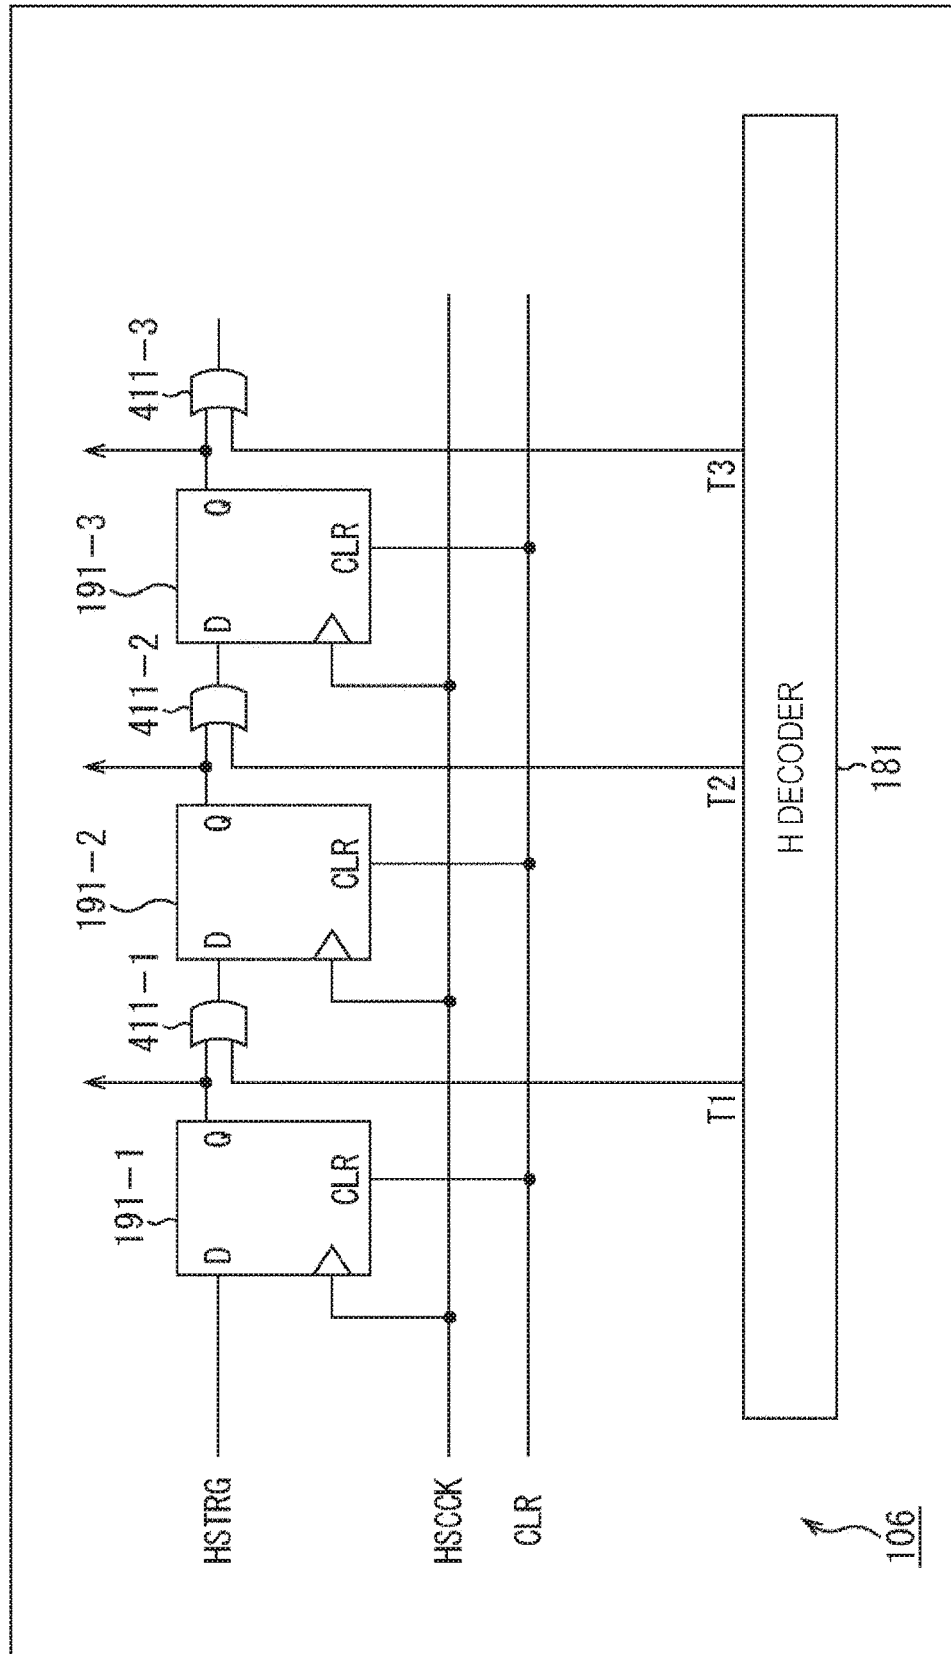 411-1
411-2
411-3
191-1
191-2
191-3
D
Q
D
Q
D
Q
CLR
CLR
CLR
HSTRG
HSCCK
CLR
T1
T2
T3
H DECODER
181
106